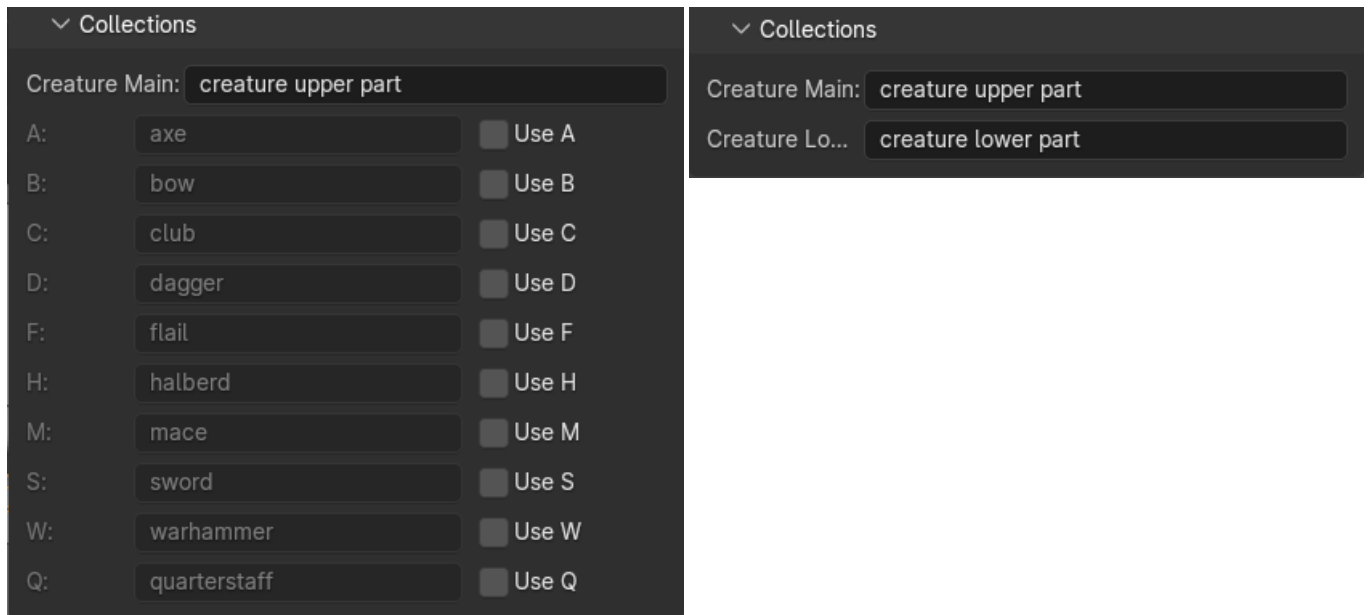 Collections
Creature Main: creature upper part
A: axe Use A
B: bow Use B
C: club Use C
D: dagger Use D
F: flail Use F
H: halberd Use H
M: mace Use M
S: sword Use S
W: warhammer Use W
Q: quarterstaff Use Q
Collections
Creature Main: creature upper part
Creature Lo... creature lower part